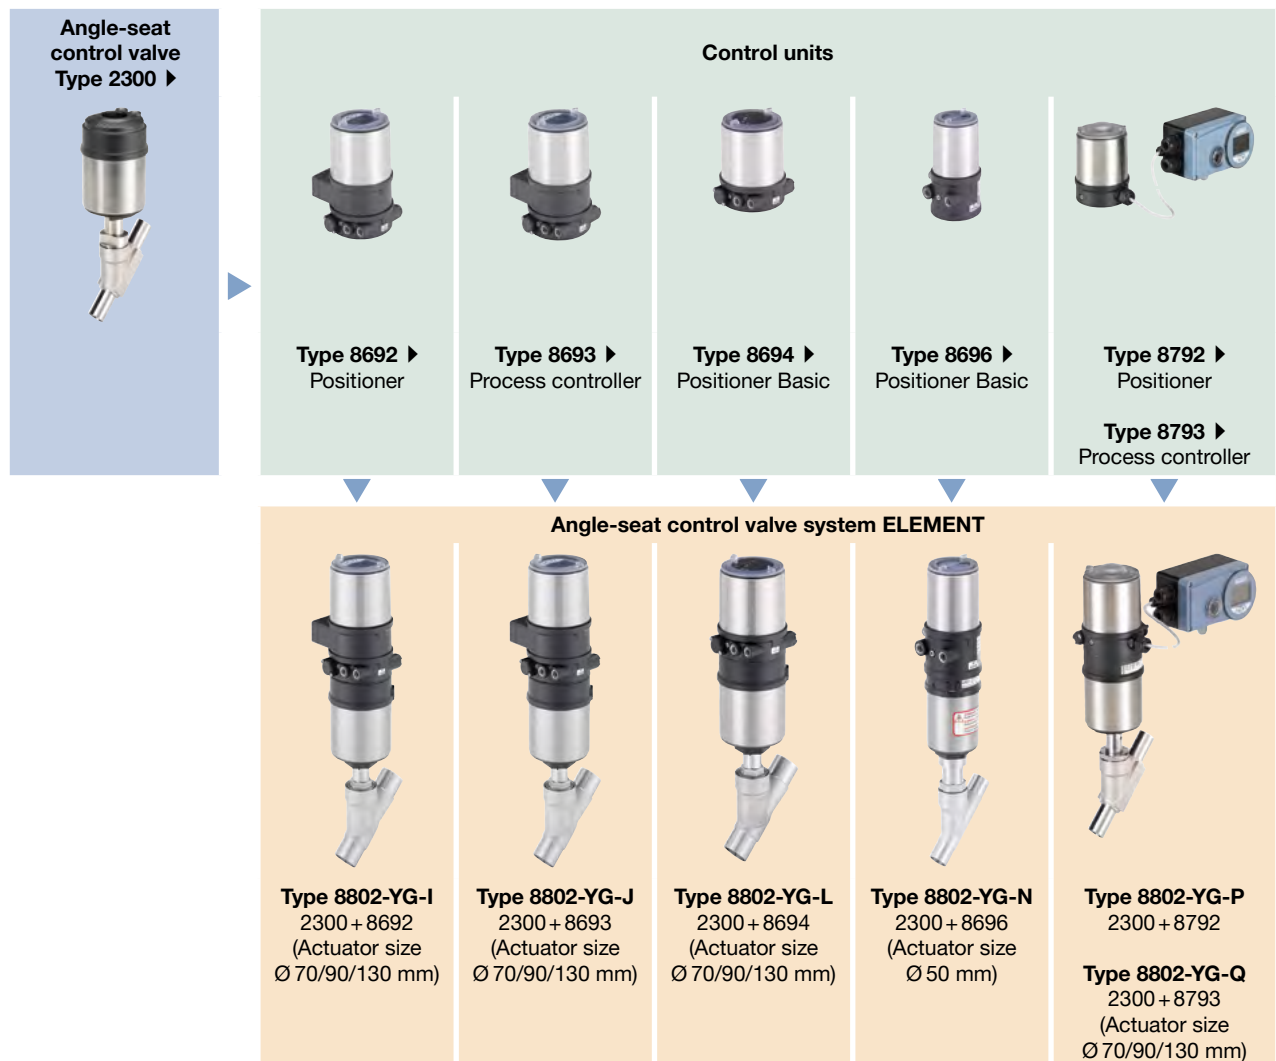 Angle-seat
control valve
Type 2300 ▶
Control units
Type 8692 ▶
Positioner
Type 8693 ▶
Process controller
Type 8694 ▶
Positioner Basic
Type 8696 ▶
Positioner Basic
Type 8792 ▶
Positioner
Type 8793 ▶
Process controller
Angle-seat control valve system ELEMENT
Type 8802-YG-I
2300 + 8692
(Actuator size
Ø 70/90/130 mm)
Type 8802-YG-J
2300 + 8693
(Actuator size
Ø 70/90/130 mm)
Type 8802-YG-L
2300 + 8694
(Actuator size
Ø 70/90/130 mm)
Type 8802-YG-N
2300 + 8696
(Actuator size
Ø 50 mm)
Type 8802-YG-P
2300 + 8792
Type 8802-YG-Q
2300 + 8793
(Actuator size
Ø 70/90/130 mm)